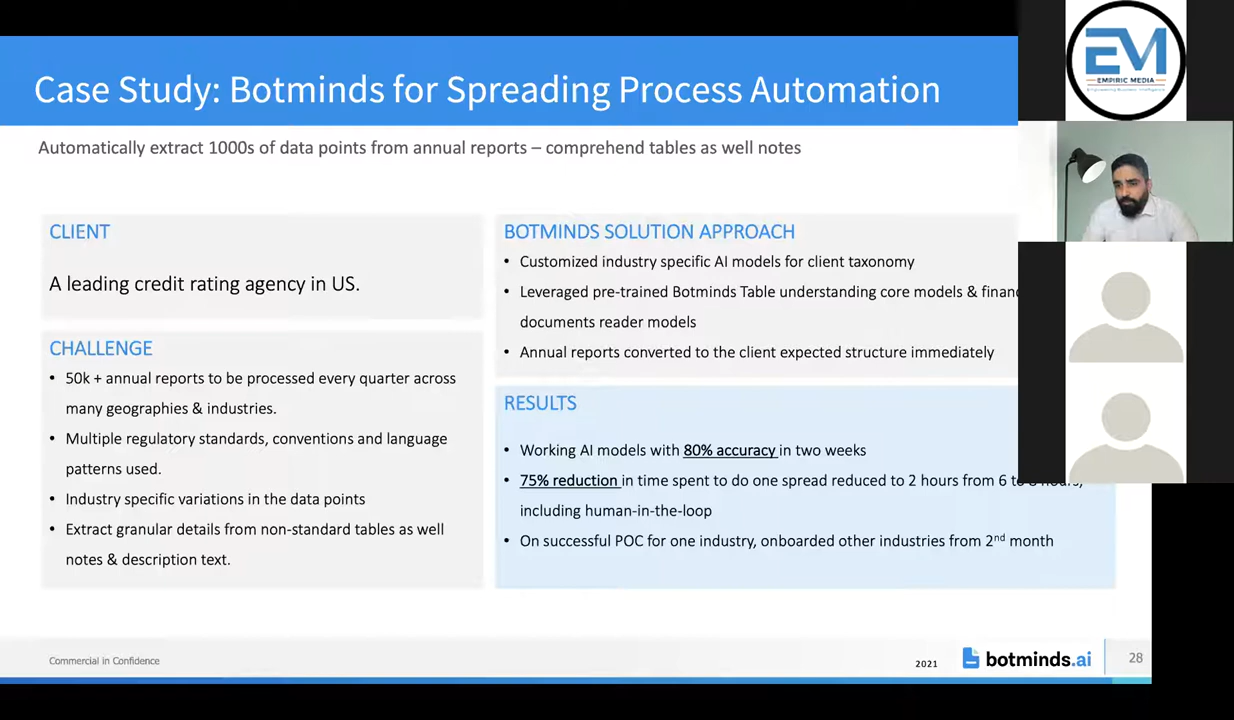 Case Study: Botminds for Spreading Process Automation
Automatically extract 1000s of data points from annual reports – comprehend tables as well notes
CLIENT
A leading credit rating agency in US.
CHALLENGE
• 50k + annual reports to be processed every quarter across
many geographies & industries.
• Multiple regulatory standards, conventions and language
patterns used.
• Industry specific variations in the data points
• Extract granular details from non-standard tables as well
notes & description text.
BOTMINDS SOLUTION APPROACH
• Customized industry specific AI models for client taxonomy
• Leveraged pre-trained Botminds Table understanding core models &
documents reader models
• Annual reports converted to the client expected structure immediately
RESULTS
• Working AI models with 80% accuracy in two weeks
• 75% reduction in time spent to do one spread reduced to 2 hours from 6 to
including human-in-the-loop
• On successful POC for one industry, onboarded other industries from 2nd month
Commercial in Confidence
2021
botminds.ai
28
EM
EMPIRIC MEDIA